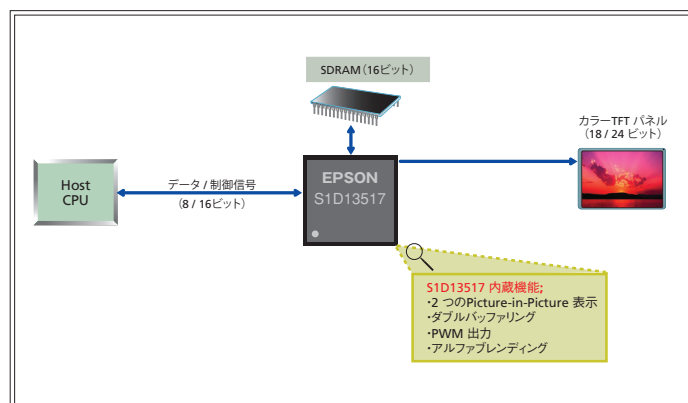 SDRAM（16ビット）
カラーTFT パネル
（18 / 24 ビット）
Host
CPU
データ / 制御信号
（8 / 16ビット）
EPSON
S1D13517
S1D13517 内蔵機能;
・2 つのPicture-in-Picture 表示
・ダブルバッファリング
・PWM 出力
・アルファブレンディング